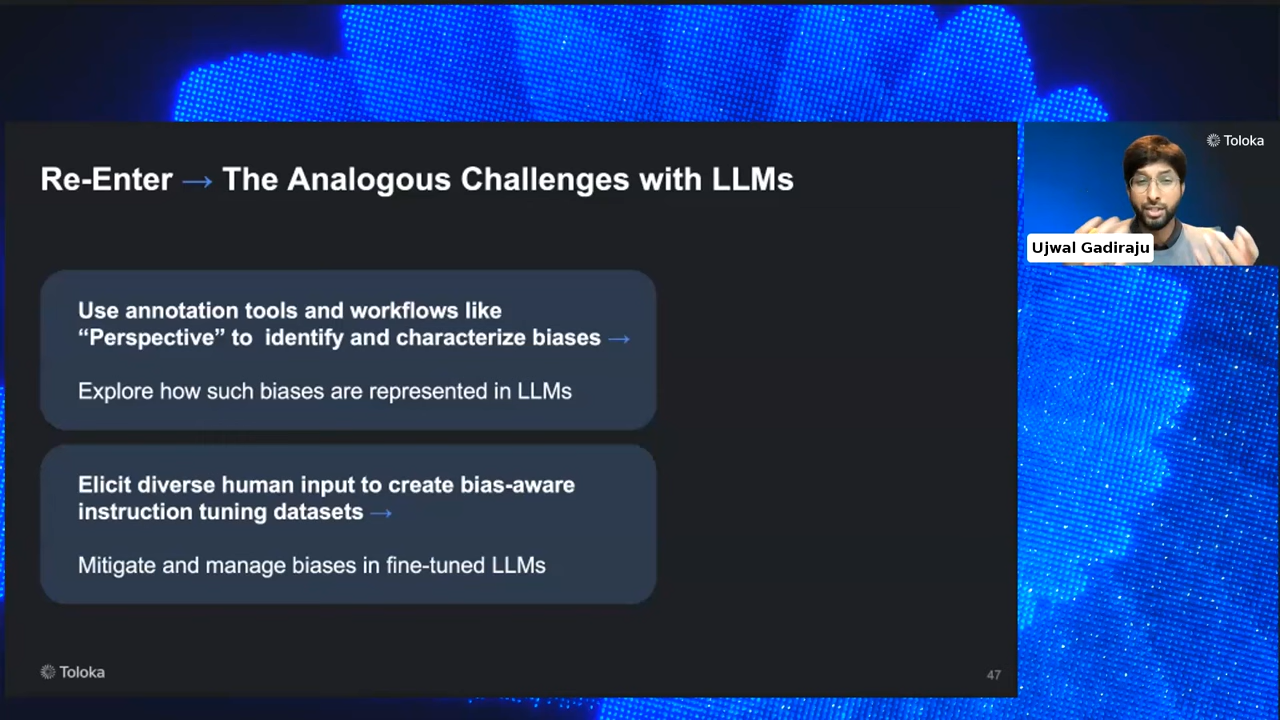 Re-Enter → The Analogous Challenges with LLMs
Use annotation tools and workflows like
“Perspective” to  identify and characterize biases →
Explore how such biases are represented in LLMs
Elicit diverse human input to create bias-aware
instruction tuning datasets →
Mitigate and manage biases in fine-tuned LLMs
Toloka
47
Toloka
Ujwal Gadiraju